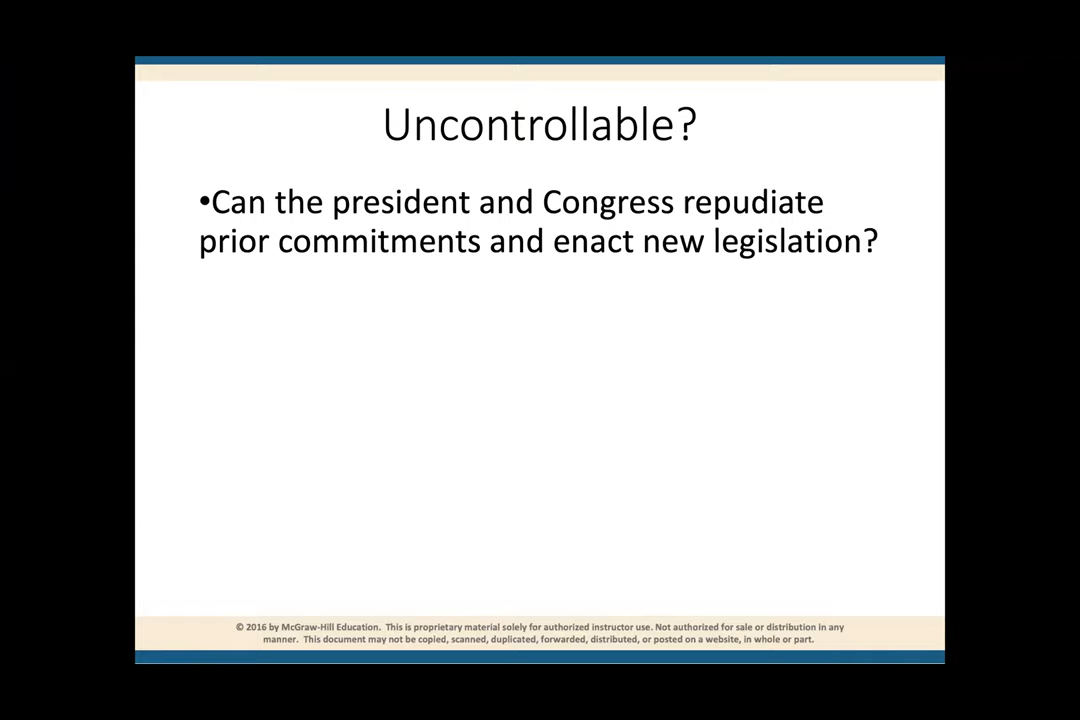 Uncontrollable?
•Can the president and Congress repudiate
prior commitments and enact new legislation?
© 2016 by McGraw-Hill Education. This is proprietary material solely for authorized instructor use. Not authorized for sale or distribution in any
manner. This document may not be copied, scanned, duplicated, forwarded, distributed, or posted on a website, in whole or part.